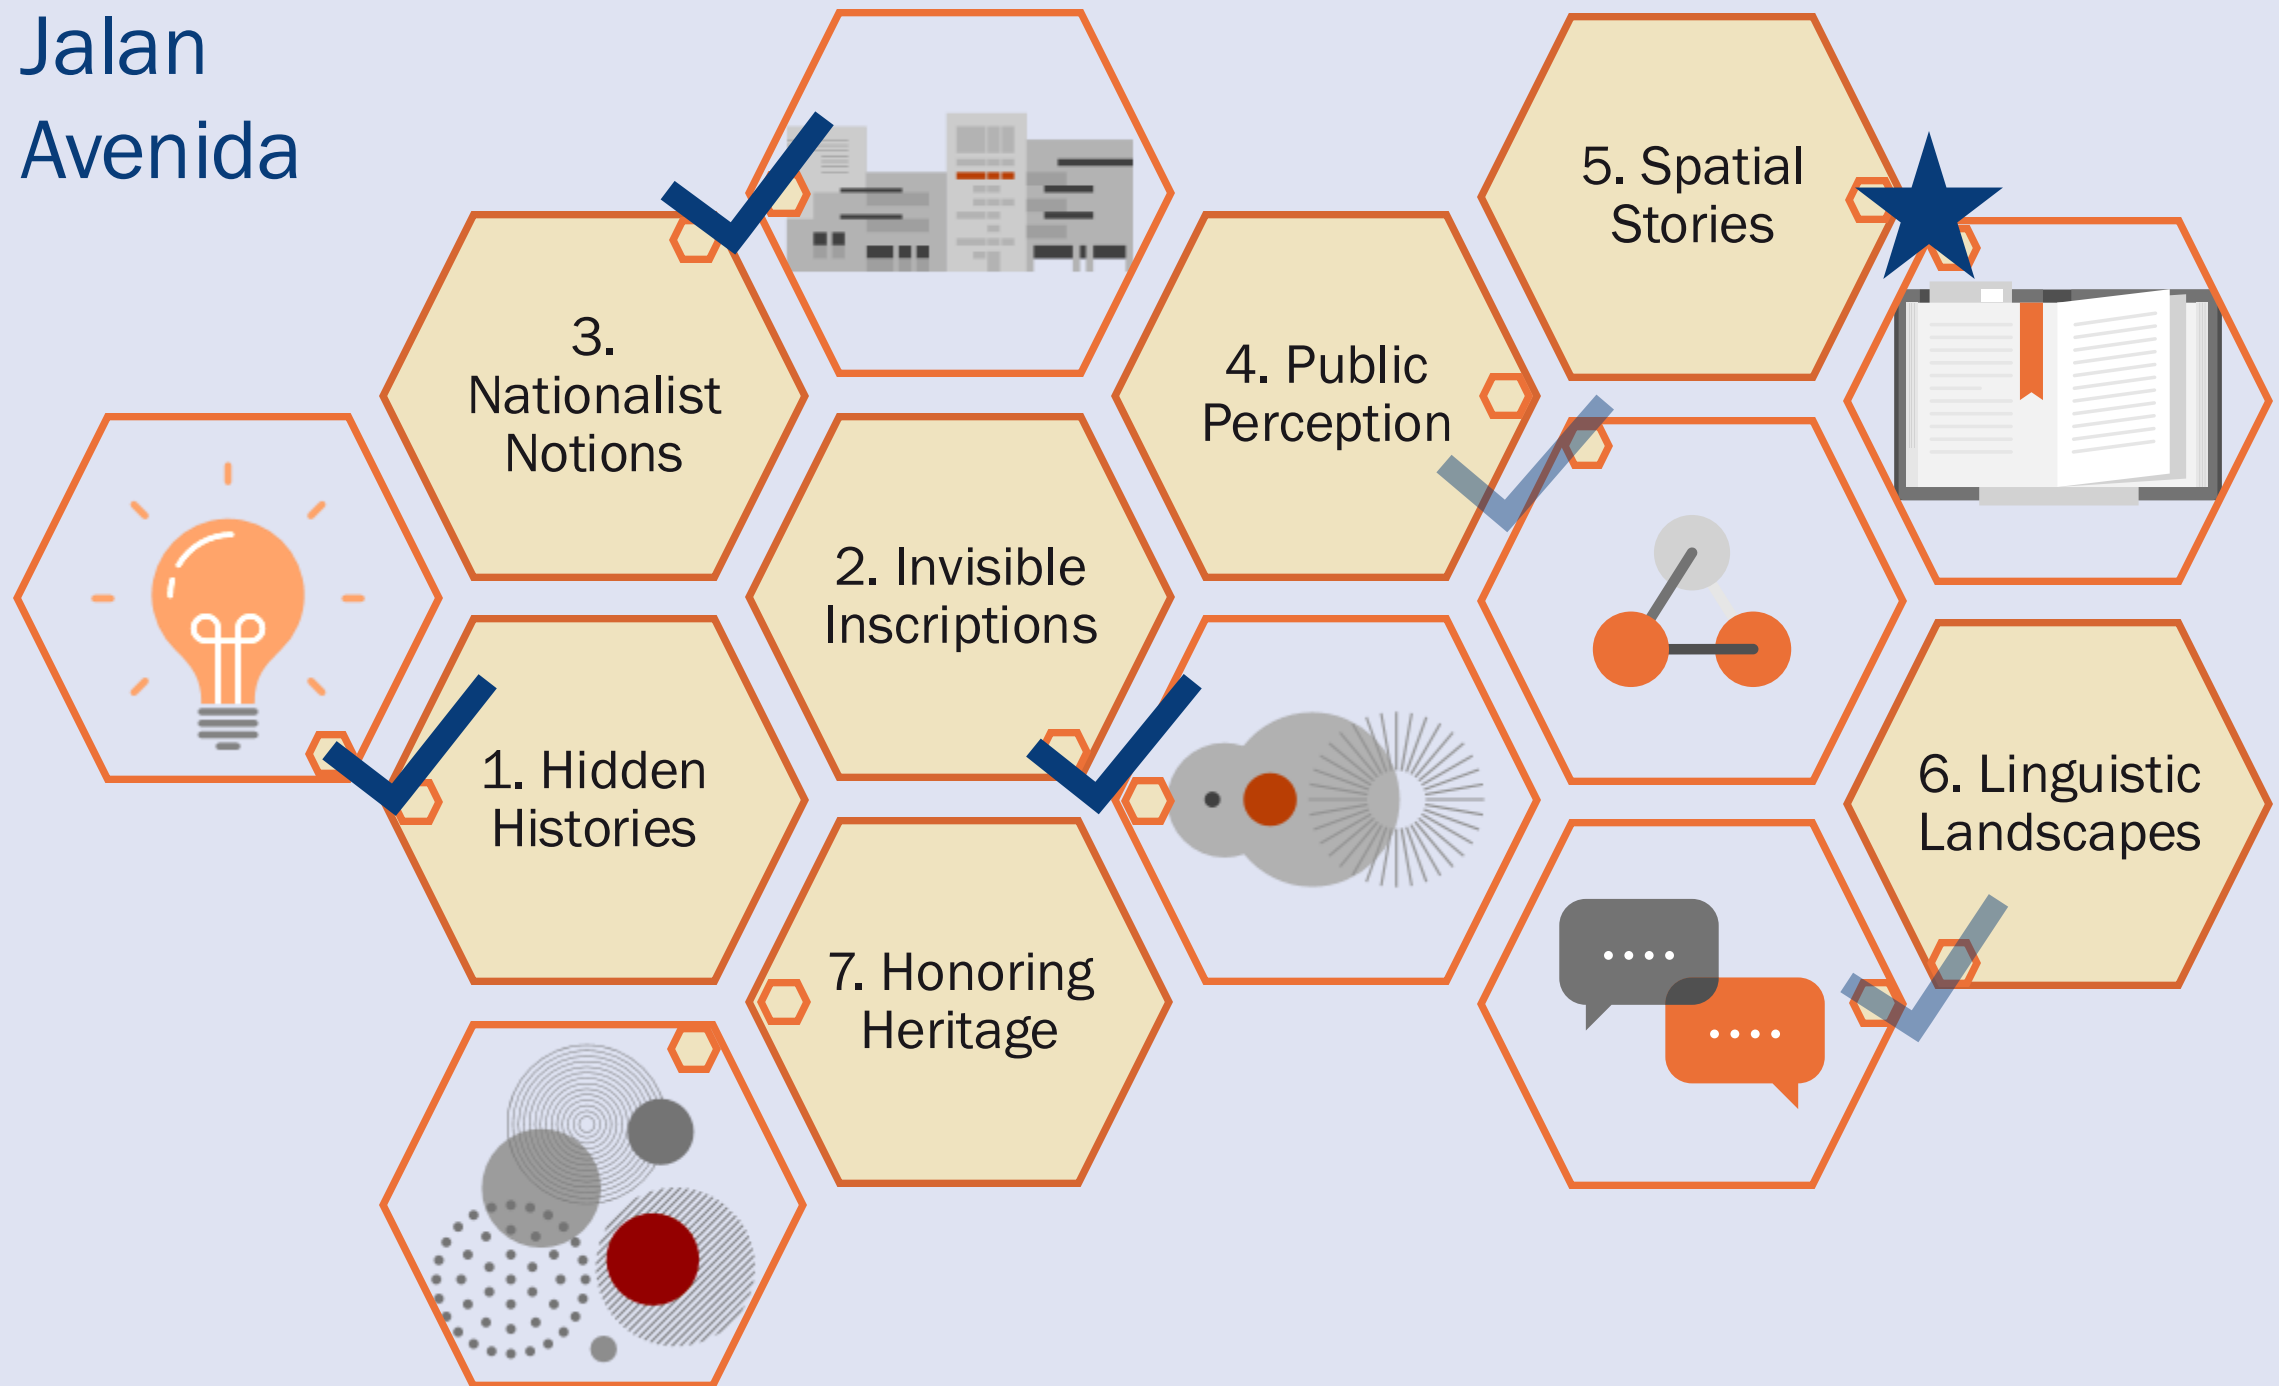 Jalan
Avenida
3.
Nationalist
Notions
5. Spatial
Stories
4. Public
Perception
2. Invisible
Inscriptions
1. Hidden
Histories
6. Linguistic
Landscapes
7. Honoring
Heritage